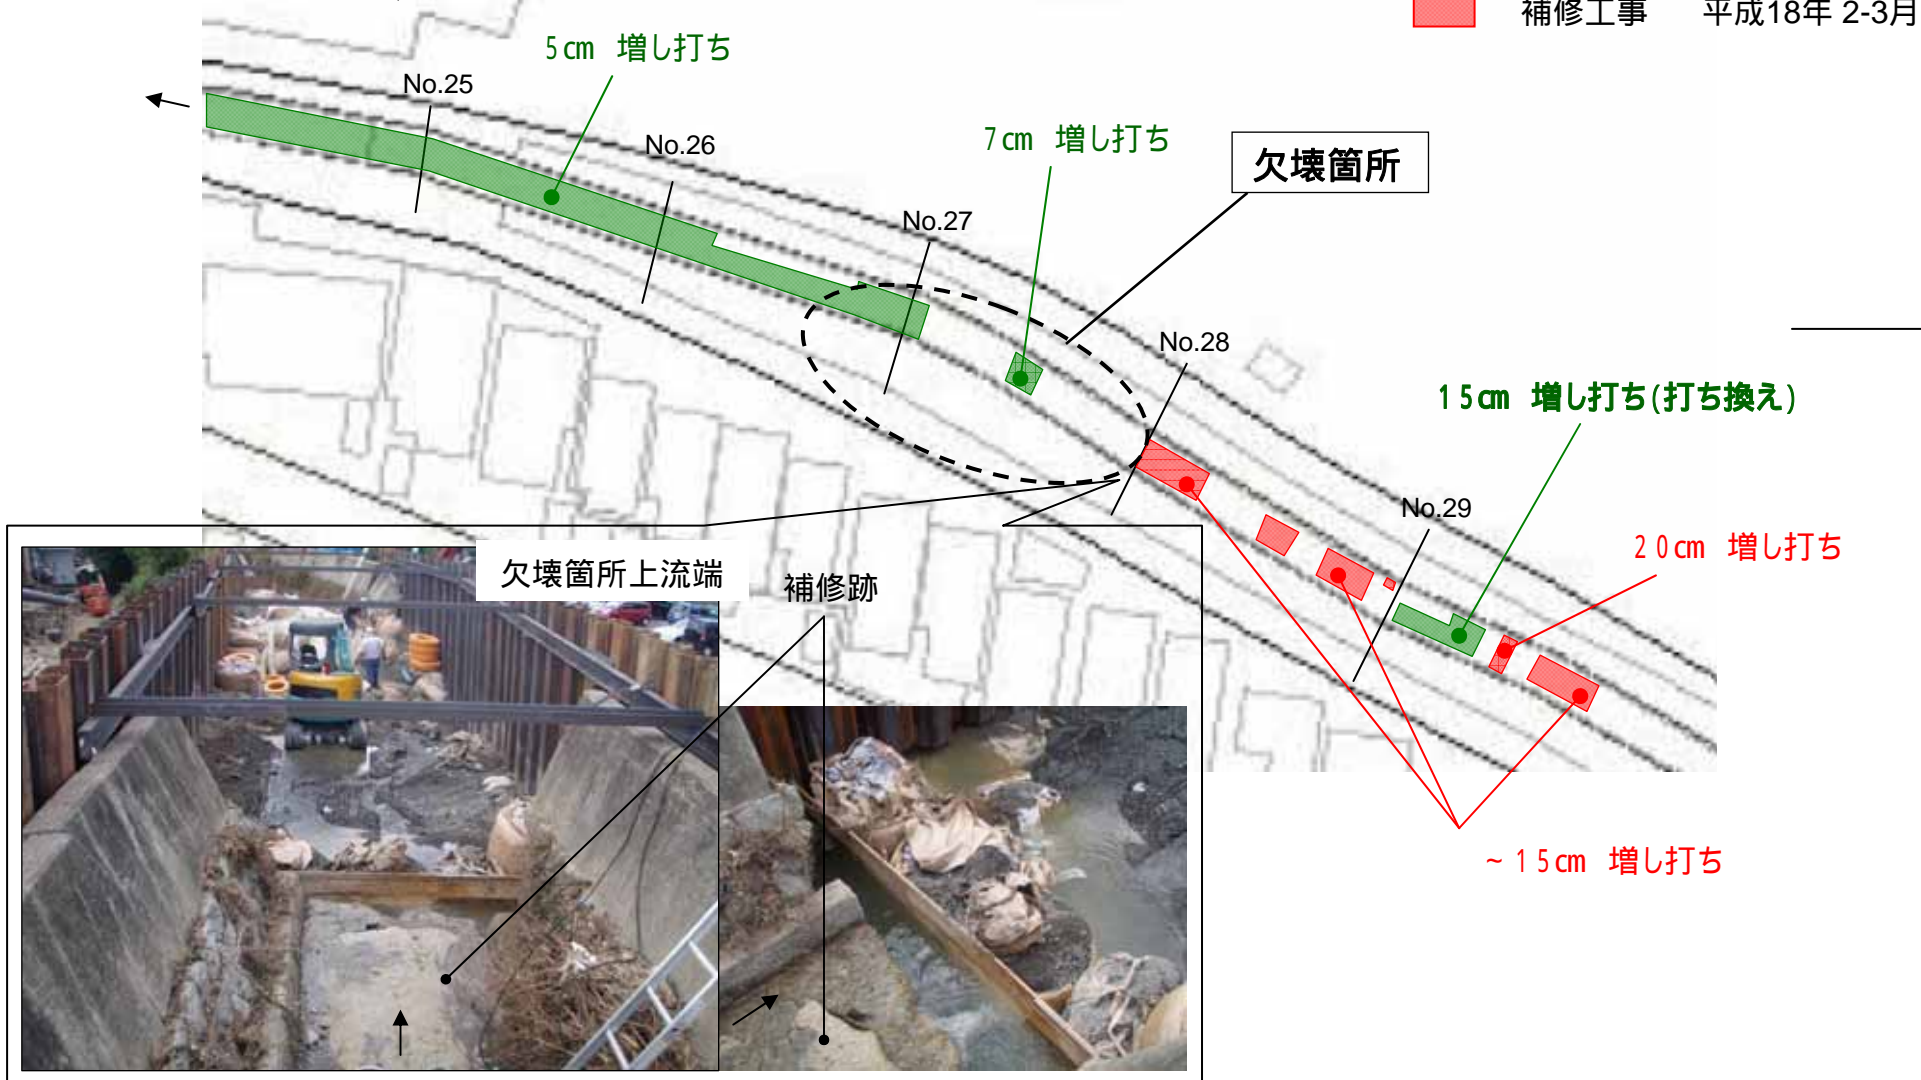 補修工事 平成18年 2-3月
5cm 増し打ち
No.25
No.26
7cm 増し打ち
欠壊箇所
No.27
No.28
15cm 増し打ち(打ち換え)
No.29
20cm 増し打ち
欠壊箇所上流端
補修跡
~15cm 増し打ち